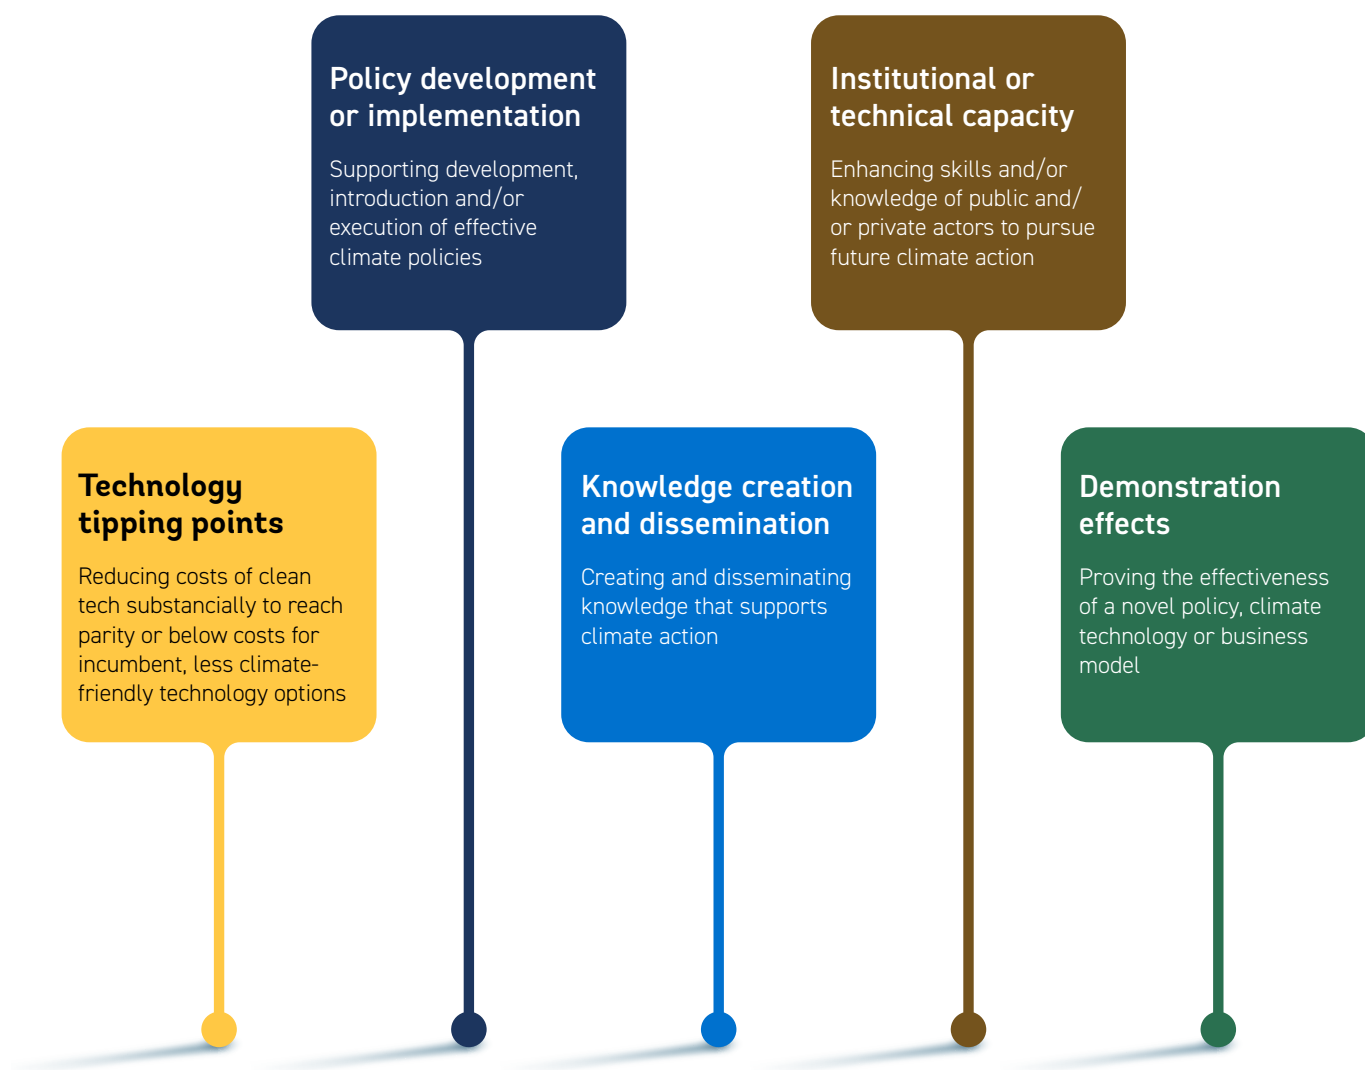 Policy development
or implementation
Supporting development,
introduction and/or
execution of effective
climate policies
Institutional or
technical capacity
Enhancing skills and/or
knowledge of public and/
or private actors to pursue
future climate action
Technology
tipping points
Reducing costs of clean
tech substancially to reach
parity or below costs for
incumbent, less climate-
friendly technology options
Knowledge creation
and dissemination
Creating and disseminating
knowledge that supports
climate action
Demonstration
effects
Proving the effectiveness
of a novel policy, climate
technology or business
model